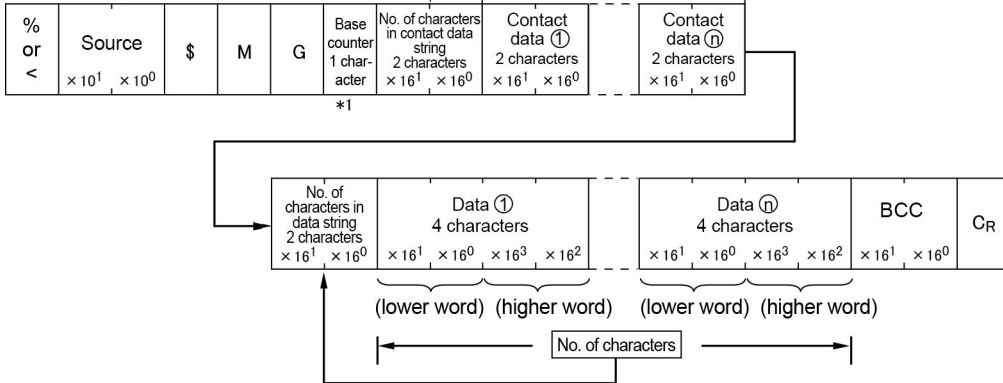 %
or
<
Source
× 10¹ × 10⁰
$
M
G
Base
counter
1 char-
acter
*1
No. of characters
in contact data
string
2 characters
× 16¹ × 16⁰
Contact
data ①
2 characters
× 16¹ × 16⁰
Contact
data ⓝ
2 characters
× 16¹ × 16⁰
No. of
characters in
data string
2 characters
× 16¹ × 16⁰
Data ①
4 characters
× 16¹ × 16⁰ × 16³ × 16²
Data ⓝ
4 characters
× 16¹ × 16⁰ × 16³ × 16²
BCC
× 16¹ × 16⁰
CR
(lower word) (higher word)
(lower word) (higher word)
No. of characters